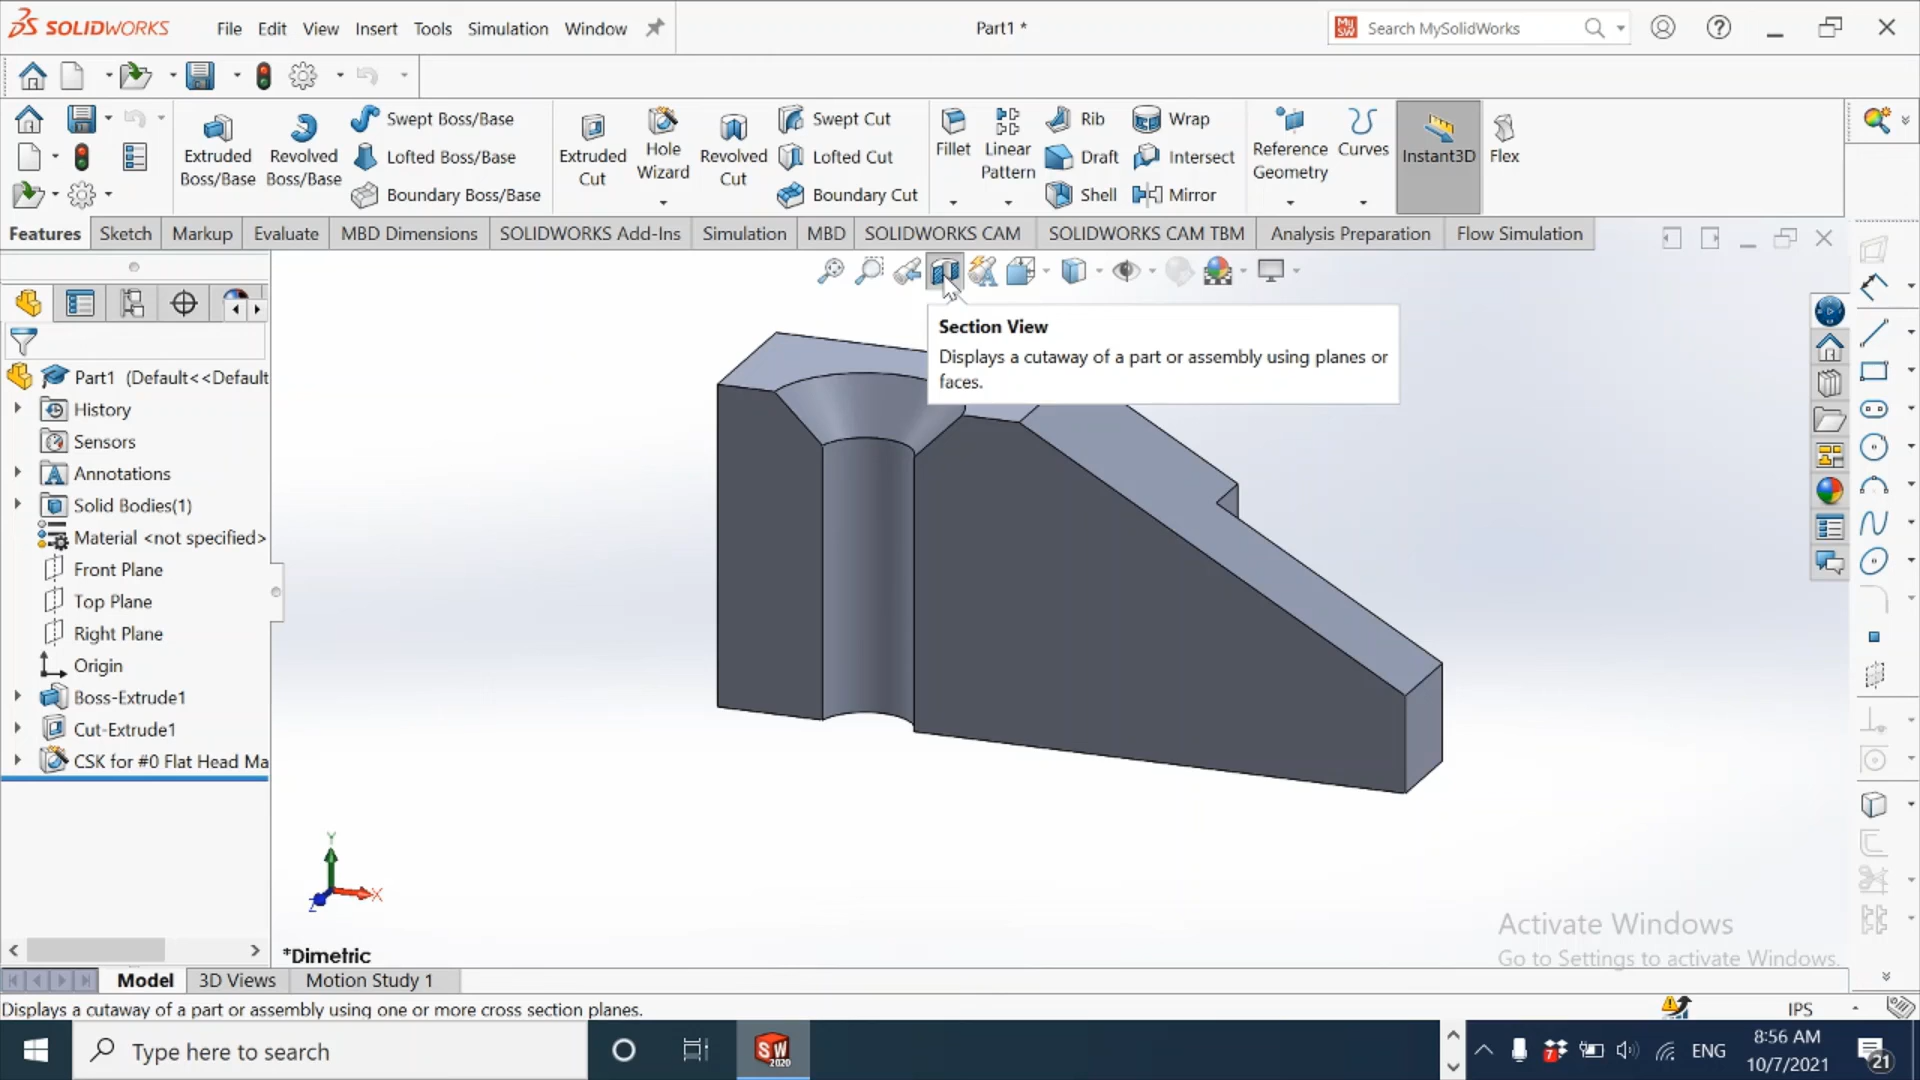 SOLIDWORKS
File Edit View Insert Tools Simulation Window
Part1 *
Search MySolidWorks
Extruded Boss/Base
Revolved Boss/Base
Swept Boss/Base
Lofted Boss/Base
Boundary Boss/Base
Extruded Cut
Hole Wizard
Revolved Cut
Swept Cut
Lofted Cut
Boundary Cut
Fillet
Linear Pattern
Rib
Draft
Shell
Wrap
Intersect
Mirror
Reference Geometry
Curves
Instant3D
Flex
Features Sketch Markup Evaluate MBD Dimensions SOLIDWORKS Add-Ins Simulation MBD SOLIDWORKS CAM SOLIDWORKS CAM TBM Analysis Preparation Flow Simulation
Section View
Displays a cutaway of a part or assembly using planes or
faces.
Part1 (Default<<Default
History
Sensors
Annotations
Solid Bodies(1)
Material <not specified>
Front Plane
Top Plane
Right Plane
Origin
Boss-Extrude1
Cut-Extrude1
CSK for #0 Flat Head Ma
Y
X
Z
*Dimetric
Activate Windows
Go to Settings to activate Windows.
Model 3D Views Motion Study 1
Displays a cutaway of a part or assembly using one or more cross section planes.
IPS
Type here to search
SW
2020
7
ENG
8:56 AM
10/7/2021
21